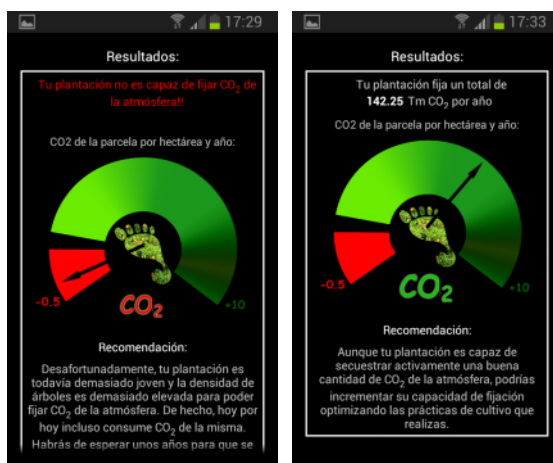 17:29
Resultados:
Tu plantación no es capaz de fijar CO₂ de
la atmósfera!!
CO2 de la parcela por hectárea y año:
-0.5
CO₂
+10
Recomendación:
Desafortunadamente, tu plantación es
todavía demasiado joven y la densidad de
árboles es demasiado elevada para poder
fijar CO₂ de la atmósfera. De hecho, hoy por
hoy incluso consume CO₂ de la misma.
Habrás de esperar unos años para que se
17:33
Resultados:
Tu plantación fija un total de
142.25 Tm CO₂ por año
CO2 de la parcela por hectárea y año:
-0.5
CO₂
+10
Recomendación:
Aunque tu plantación es capaz de
secuestrar activamente una buena
cantidad de CO₂ de la atmósfera, podrías
incrementar su capacidad de fijación
optimizando las prácticas de cultivo que
realizas.